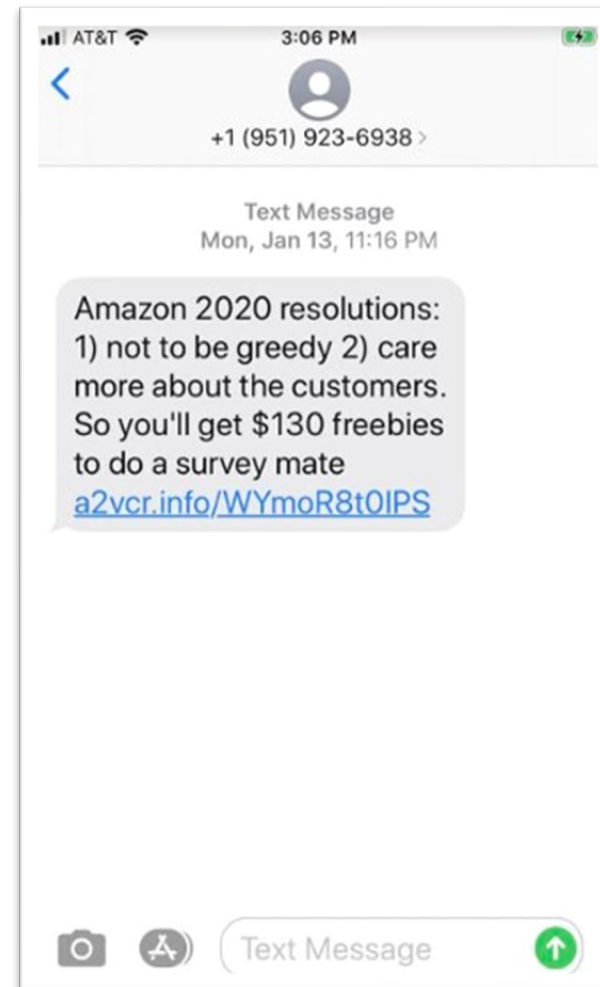 AT&T 3:06 PM
+1 (951) 923-6938 >
Text Message
Mon, Jan 13, 11:16 PM
Amazon 2020 resolutions:
1) not to be greedy 2) care
more about the customers.
So you'll get $130 freebies
to do a survey mate
a2vcr.info/WYmoR8t0IPS
Text Message